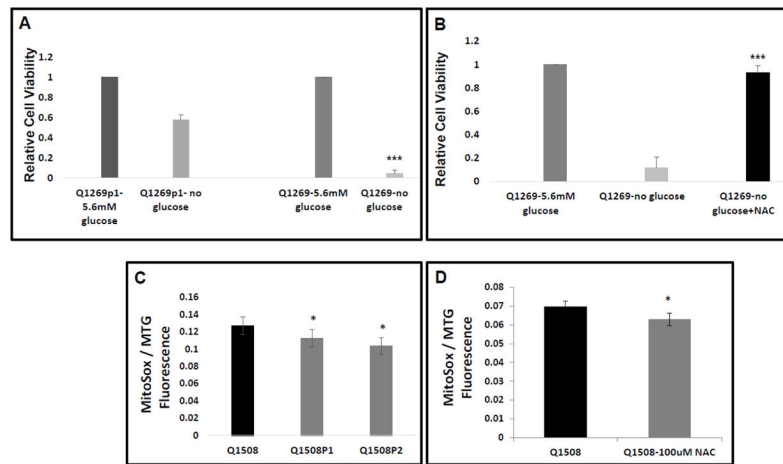 A
Relative Cell Viability
1.2
1
0.8
0.6
0.4
0.2
0
***
Q1269p1-
5.6mM
glucose
Q1269p1- no
glucose
Q1269-5.6mM
glucose
Q1269-no
glucose
B
Relative Cell Viability
1.2
1
0.8
0.6
0.4
0.2
0
***
Q1269-5.6mM
glucose
Q1269-no glucose
Q1269-no
glucose+NAC
C
MitoSox / MTG
Fluorescence
0.16
0.14
0.12
0.1
0.08
0.06
0.04
0.02
0
*
*
Q1508
Q1508P1
Q1508P2
D
MitoSox / MTG
Fluorescence
0.08
0.07
0.06
0.05
0.04
0.03
0.02
0.01
0
*
Q1508
Q1508-100uM NAC